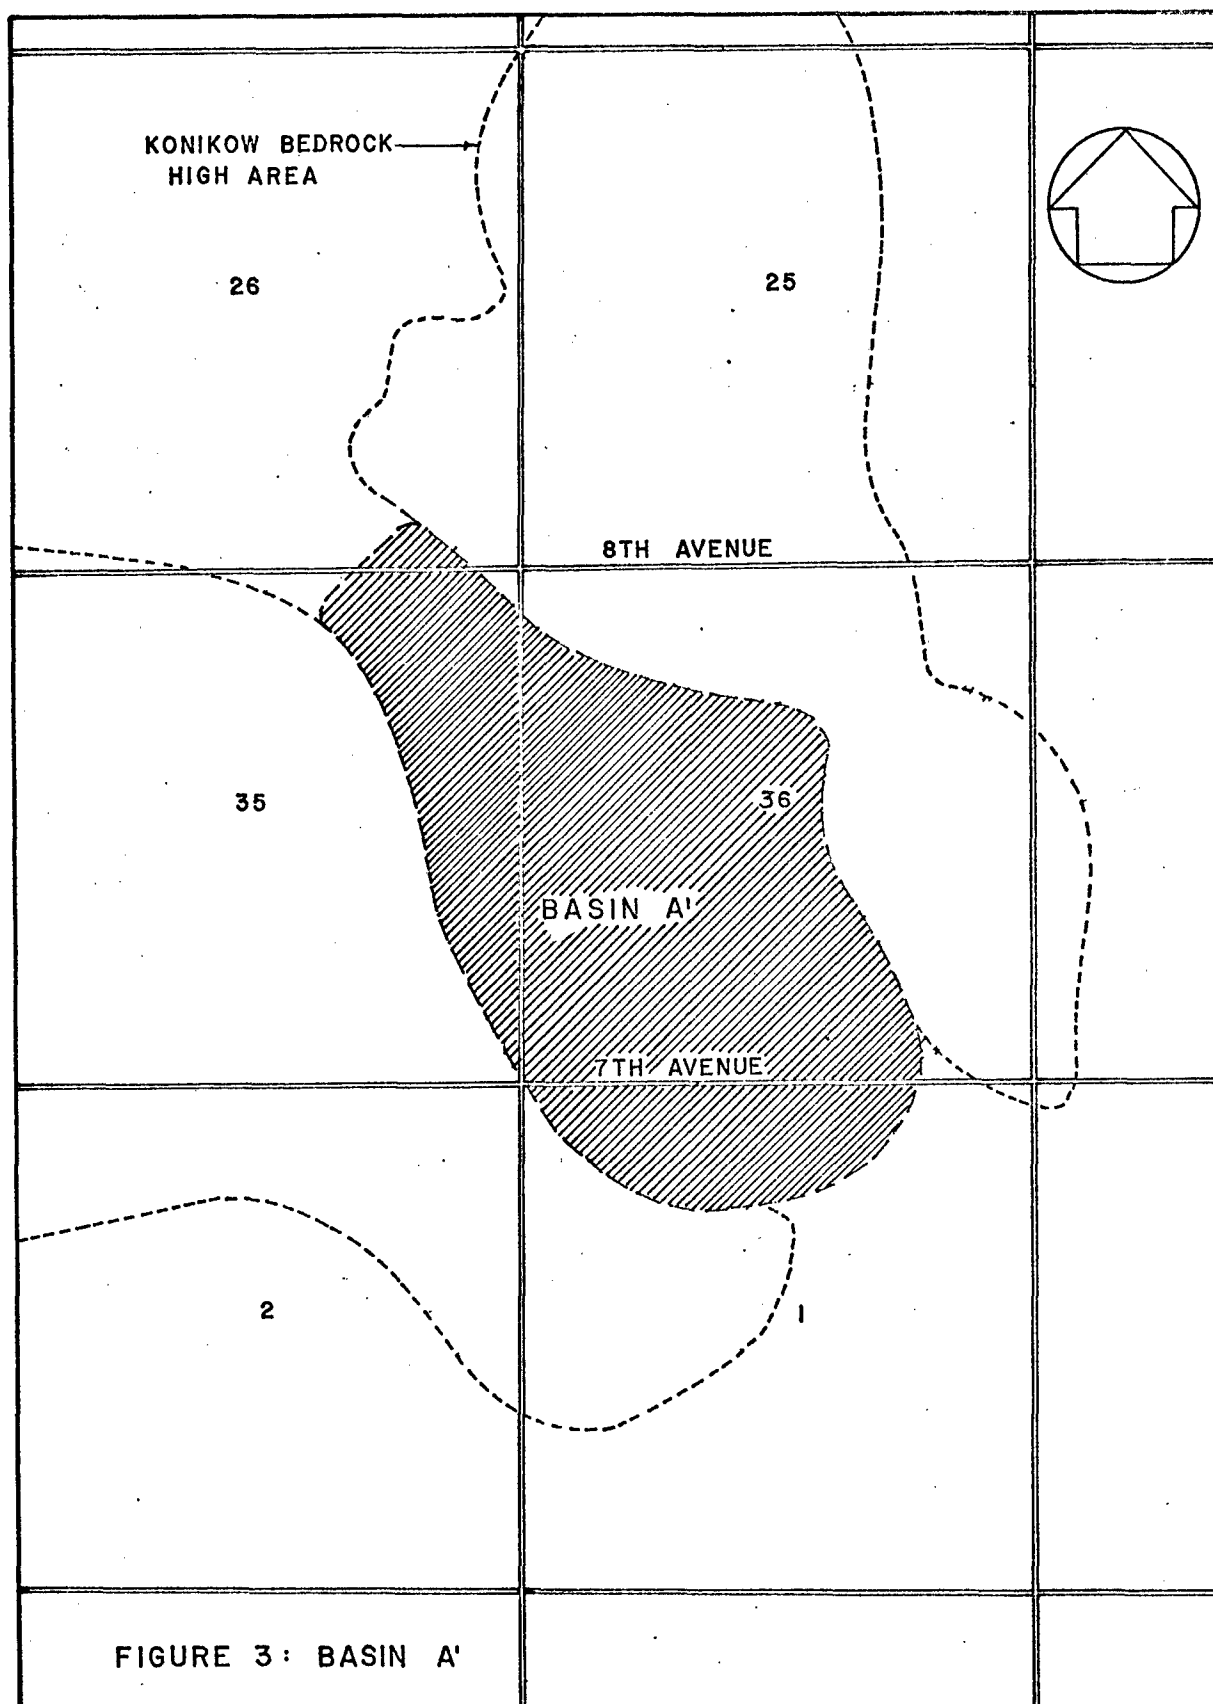 KONIKOW BEDROCK
HIGH AREA
26
25
8TH AVENUE
35
36
BASIN A'
7TH AVENUE
2
1
FIGURE 3: BASIN A'